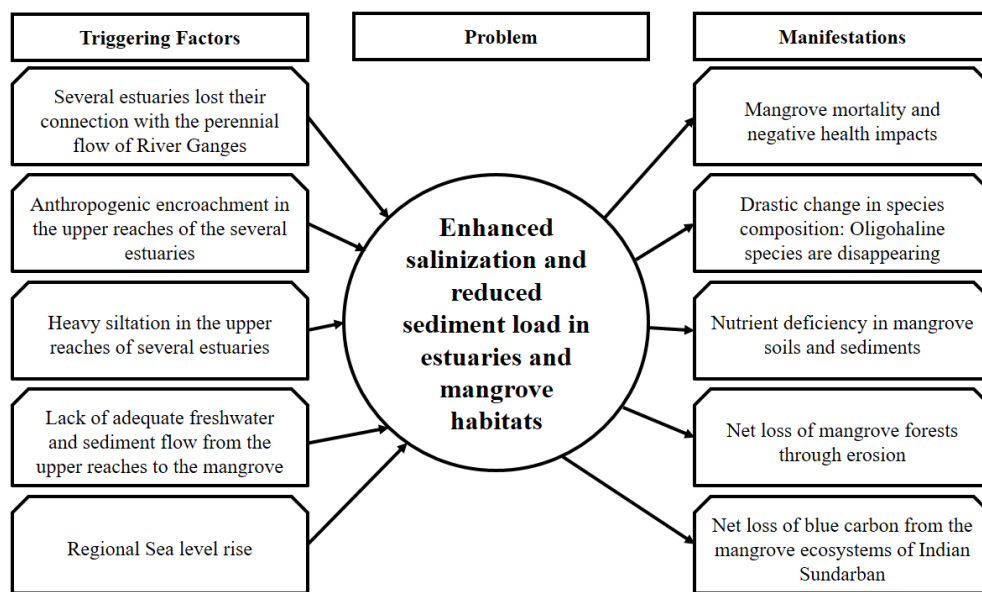 Triggering Factors
Problem
Manifestations
Several estuaries lost their
connection with the perennial
flow of River Ganges
Anthropogenic encroachment in
the upper reaches of the several
estuaries
Heavy siltation in the upper
reaches of several estuaries
Lack of adequate freshwater
and sediment flow from the
upper reaches to the mangrove
Regional Sea level rise
Enhanced
salinization and
reduced
sediment load in
estuaries and
mangrove
habitats
Mangrove mortality and
negative health impacts
Drastic change in species
composition: Oligohaline
species are disappearing
Nutrient deficiency in mangrove
soils and sediments
Net loss of mangrove forests
through erosion
Net loss of blue carbon from the
mangrove ecosystems of Indian
Sundarban